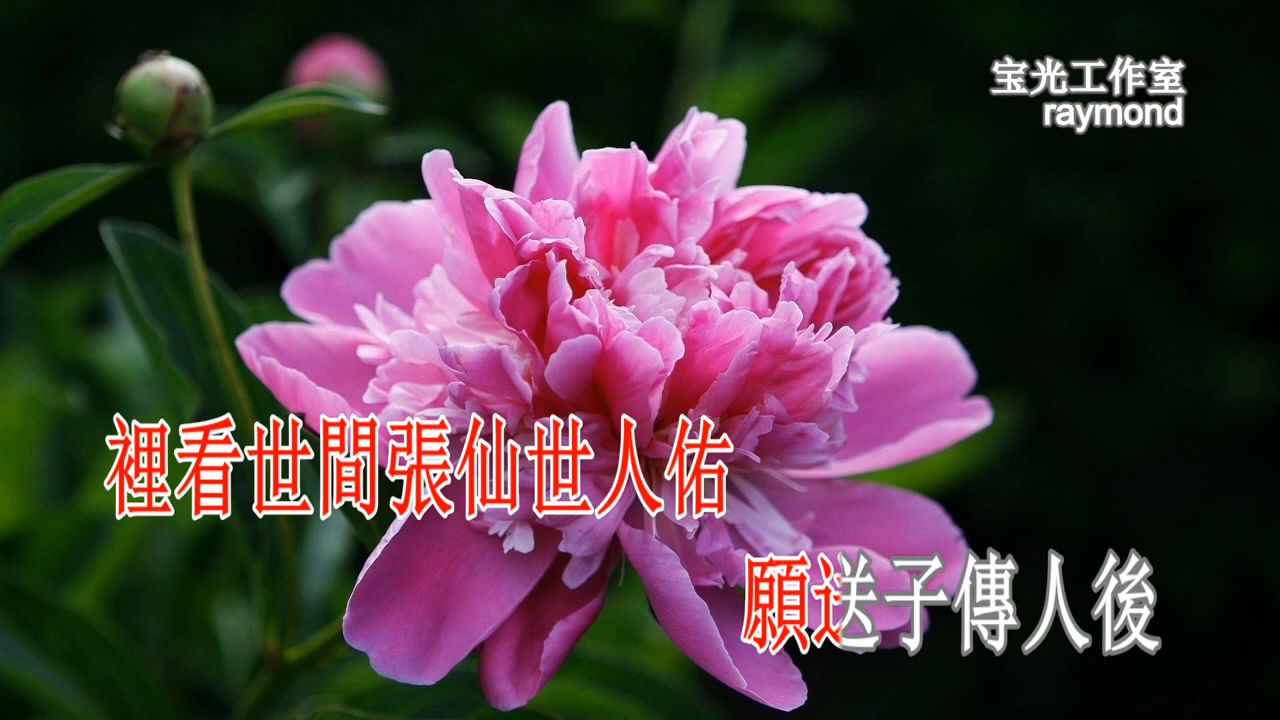 宝光工作室
raymond
裡看世間張仙世人佑
願送子傳人後